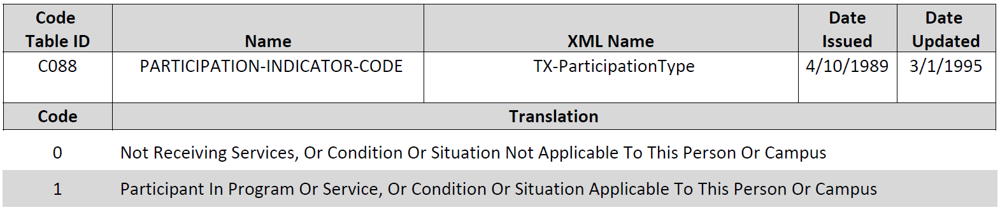 Code Table ID Name XML Name Date Issued Date Updated
C088 PARTICIPATION-INDICATOR-CODE TX-ParticipationType 4/10/1989 3/1/1995
Code Translation
0 Not Receiving Services, Or Condition Or Situation Not Applicable To This Person Or Campus
1 Participant In Program Or Service, Or Condition Or Situation Applicable To This Person Or Campus